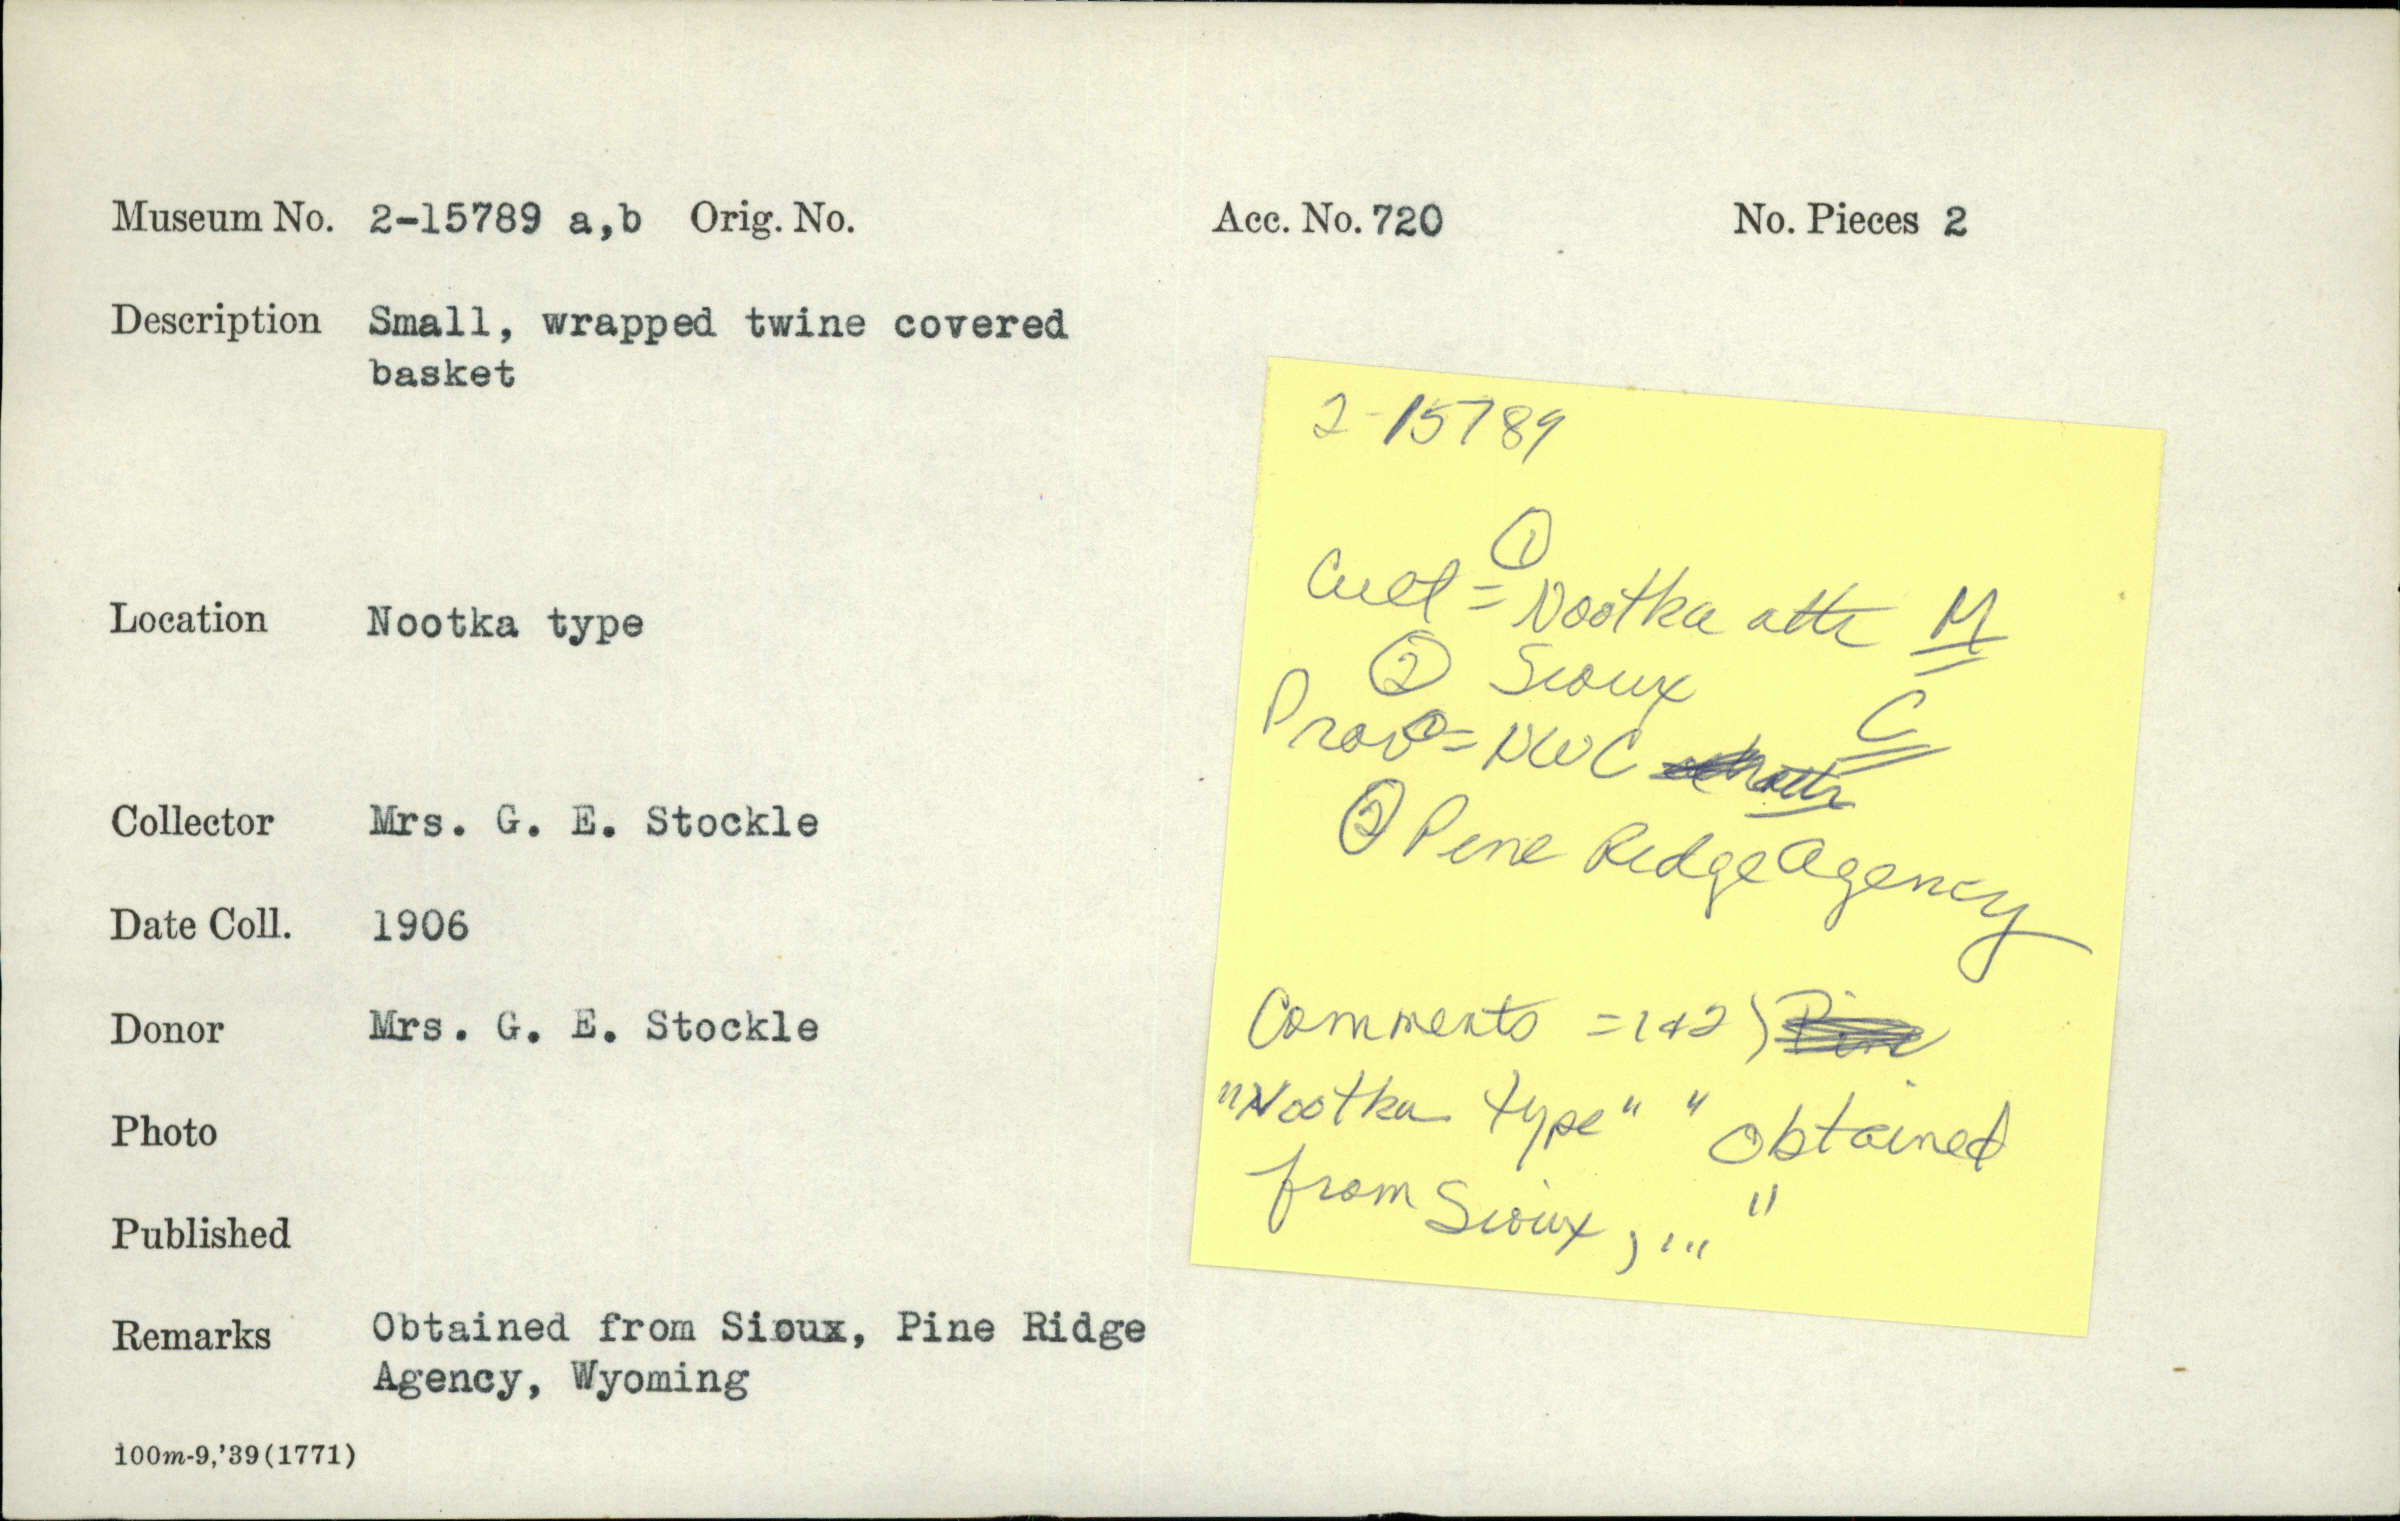 Museum No. 2-15789 a,b Orig. No. Acc. No. 720 No. Pieces 2
Description Small, wrapped twine covered
basket
Location Nootka type
Collector Mrs. G. E. Stockle
Date Coll. 1906
Donor Mrs. G. E. Stockle
Photo
Published
Remarks Obtained from Sioux, Pine Ridge
Agency, Wyoming
100m-9,'39(1771)
2-15789
①
Cult = Nootka attr M
② Sioux C
Prov① = NWC attr
② Pine Ridge Agency
Comments = 1+2)
"Nootka type" "obtained
from Sioux, ..."